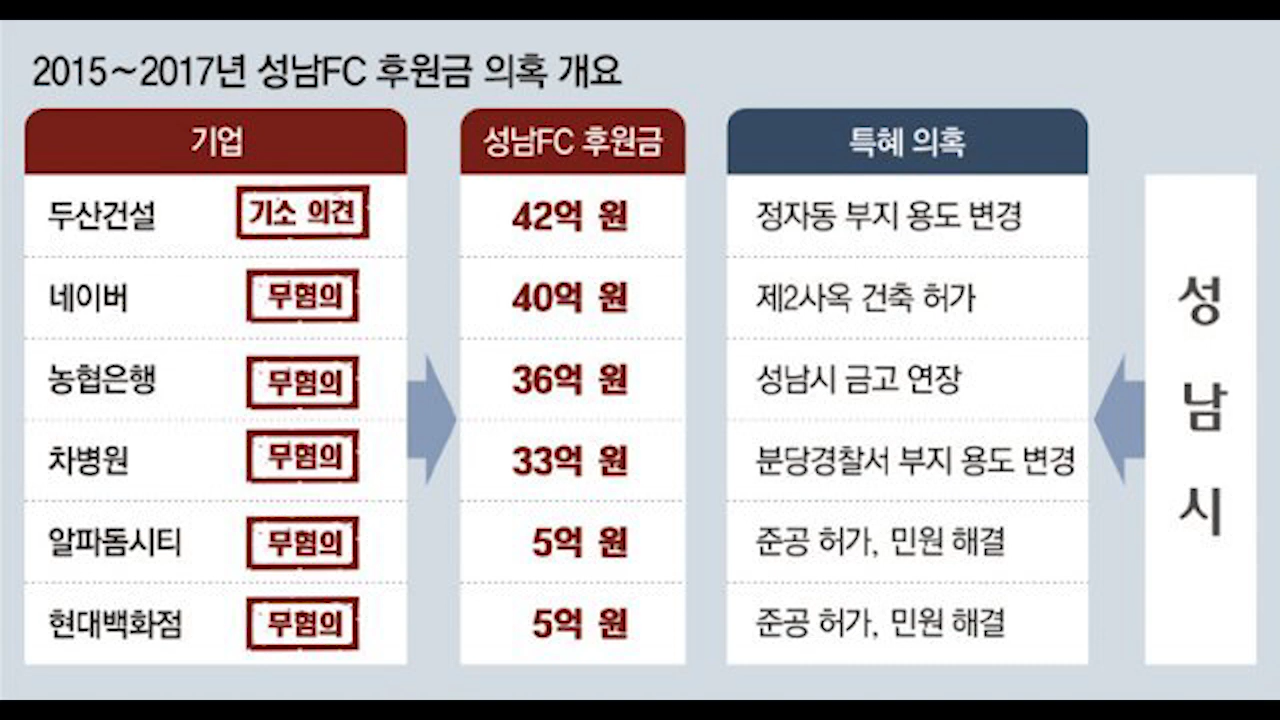 2015～2017년 성남FC 후원금 의혹 개요
기업 성남FC 후원금 특혜 의혹
두산건설 기소 의견 42억 원 정자동 부지 용도 변경
네이버 무혐의 40억 원 제2사옥 건축 허가
농협은행 무혐의 36억 원 성남시 금고 연장
차병원 무혐의 33억 원 분당경찰서 부지 용도 변경
알파돔시티 무혐의 5억 원 준공 허가, 민원 해결
현대백화점 무혐의 5억 원 준공 허가, 민원 해결
성남시